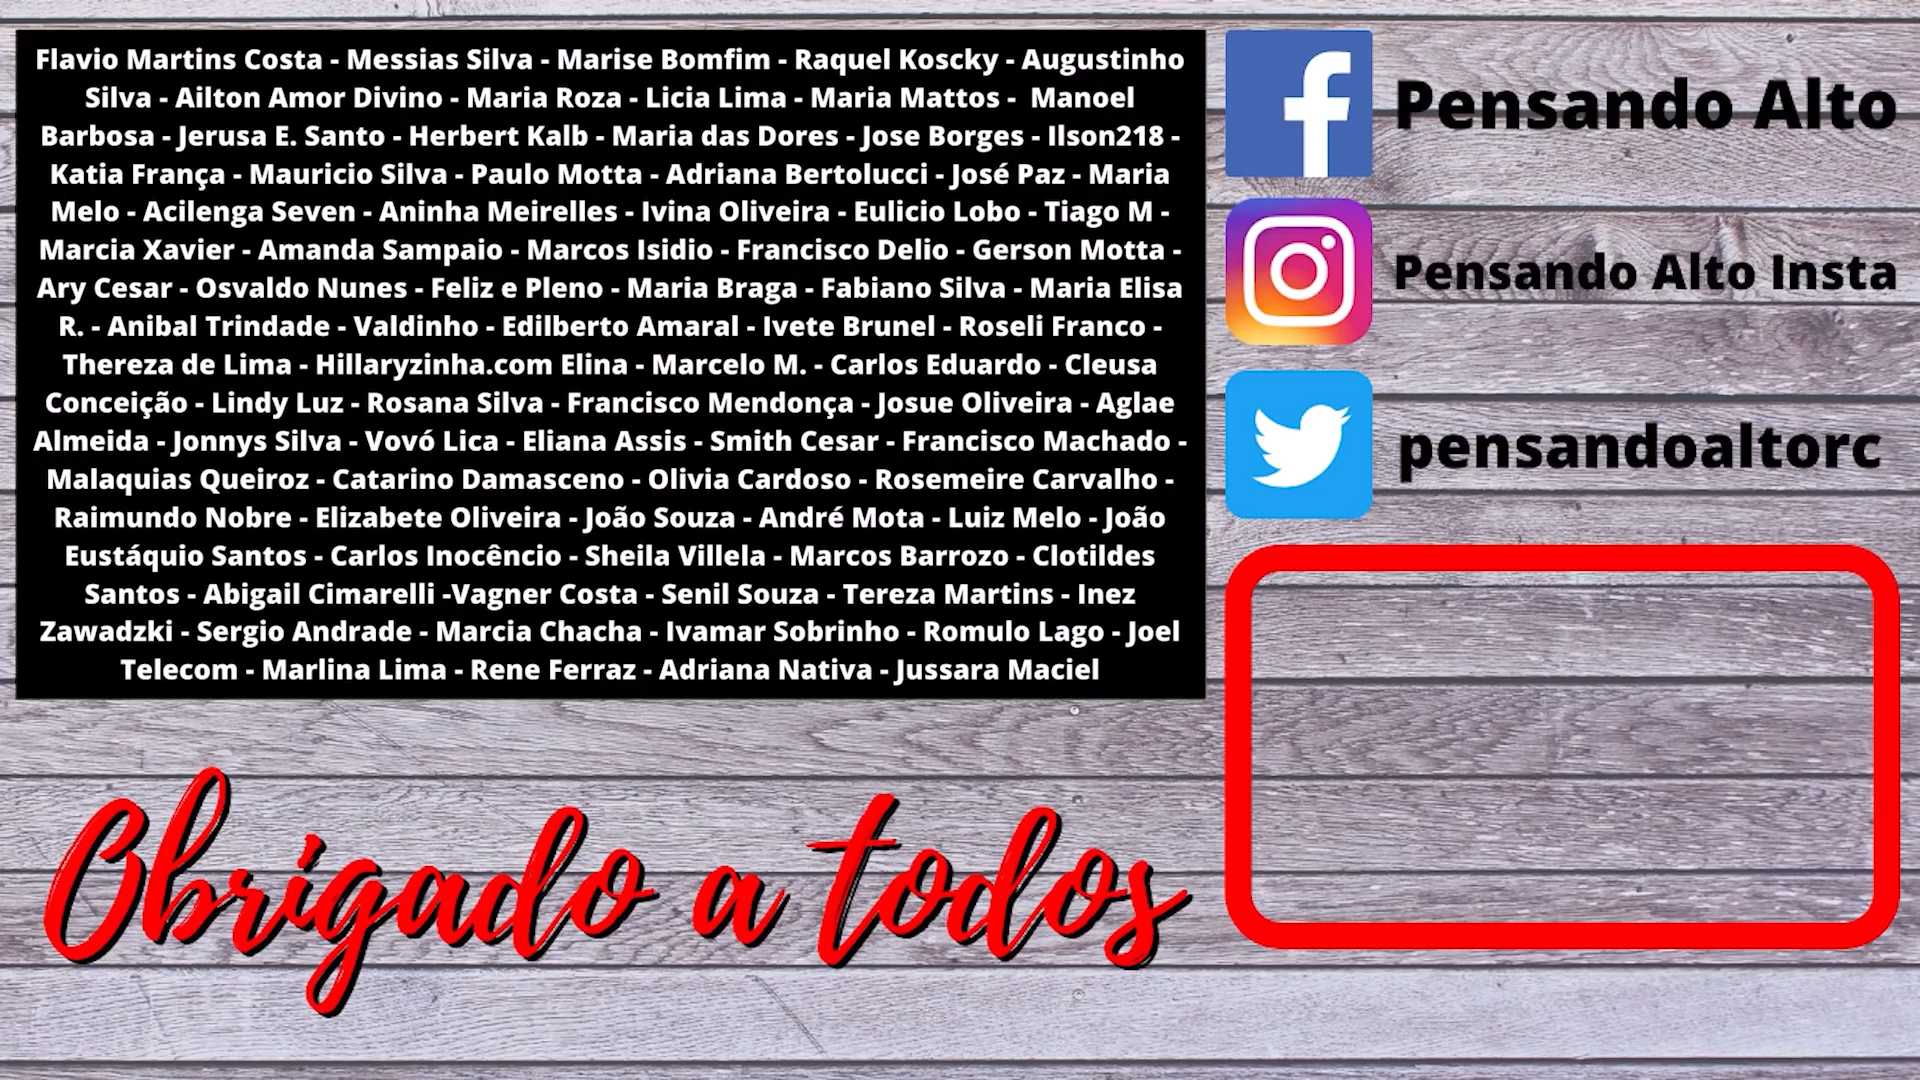 Flavio Martins Costa - Messias Silva - Marise Bomfim - Raquel Koscky - Augustinho
Silva - Ailton Amor Divino - Maria Roza - Licia Lima - Maria Mattos -  Manoel
Barbosa - Jerusa E. Santo - Herbert Kalb - Maria das Dores - Jose Borges - Ilson218 -
Katia França - Mauricio Silva - Paulo Motta - Adriana Bertolucci - José Paz - Maria
Melo - Acilenga Seven - Aninha Meirelles - Ivina Oliveira - Eulicio Lobo - Tiago M -
Marcia Xavier - Amanda Sampaio - Marcos Isidio - Francisco Delio - Gerson Motta -
Ary Cesar - Osvaldo Nunes - Feliz e Pleno - Maria Braga - Fabiano Silva - Maria Elisa
R. - Anibal Trindade - Valdinho - Edilberto Amaral - Ivete Brunel - Roseli Franco -
Thereza de Lima - Hillaryzinha.com Elina - Marcelo M. - Carlos Eduardo - Cleusa
Conceição - Lindy Luz - Rosana Silva - Francisco Mendonça - Josue Oliveira - Aglae
Almeida - Jonnys Silva - Vovó Lica - Eliana Assis - Smith Cesar - Francisco Machado -
Malaquias Queiroz - Catarino Damasceno - Olivia Cardoso - Rosemeire Carvalho -
Raimundo Nobre - Elizabete Oliveira - João Souza - André Mota - Luiz Melo - João
Eustáquio Santos - Carlos Inocêncio - Sheila Villela - Marcos Barrozo - Clotildes
Santos - Abigail Cimarelli -Vagner Costa - Senil Souza - Tereza Martins - Inez
Zawadzki - Sergio Andrade - Marcia Chacha - Ivamar Sobrinho - Romulo Lago - Joel
Telecom - Marlina Lima - Rene Ferraz - Adriana Nativa - Jussara Maciel
Pensando Alto
Pensando Alto Insta
pensandoaltorc
Obrigado a todos